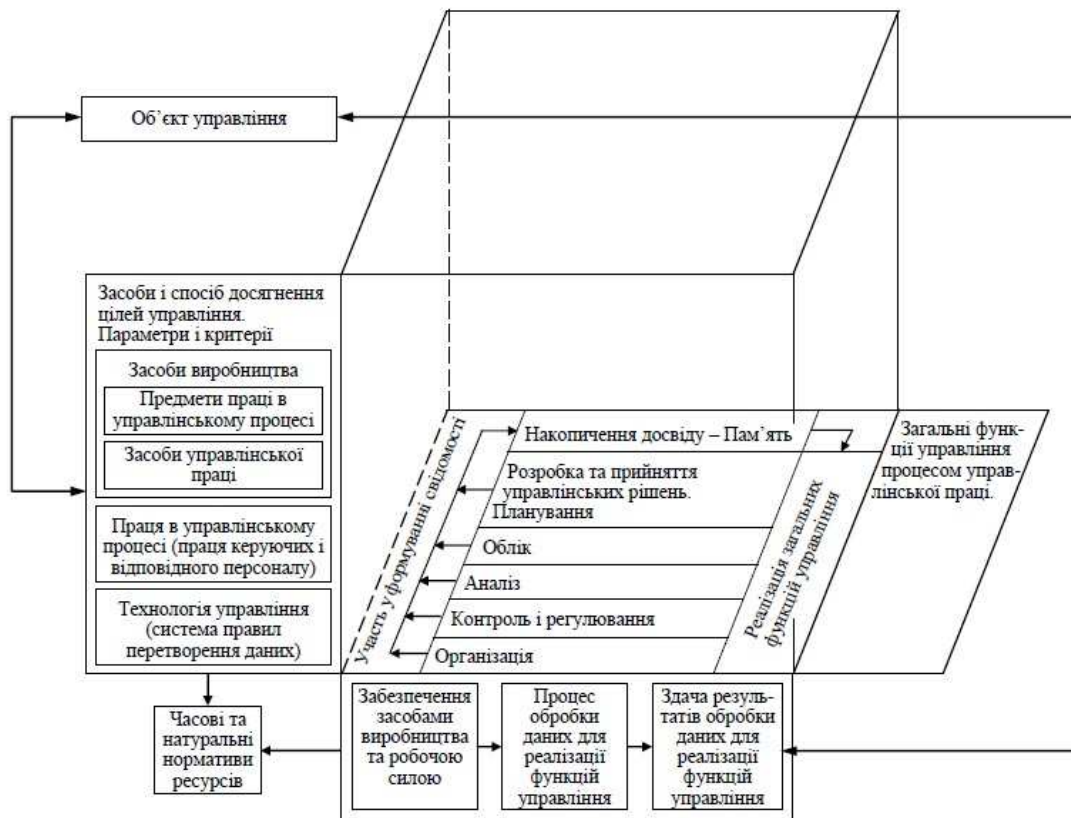 Об’єкт управління
Засоби і спосіб досягнення
цілей управління.
Параметри і критерії
Засоби виробництва
Предмети праці в
управлінському процесі
Засоби управлінської
праці
Праця в управлінському
процесі (праця керуючих і
відповідного персоналу)
Технологія управління
(система правил
перетворення даних)
Часові та
натуральні
нормативи
ресурсів
Участь у формуванні свідомості
Накопичення досвіду – Пам’ять
Розробка та прийняття
управлінських рішень.
Планування
Облік
Аналіз
Контроль і регулювання
Організація
Реалізація загальних
функцій управління
Загальні функ-
ції управління
процесом управ-
лінської праці.
Забезпечення
засобами
виробництва
та робочою
силою
Процес
обробки
даних для
реалізації
функцій
управління
Здача резуль-
татів обробки
даних для
реалізації
функцій
управління